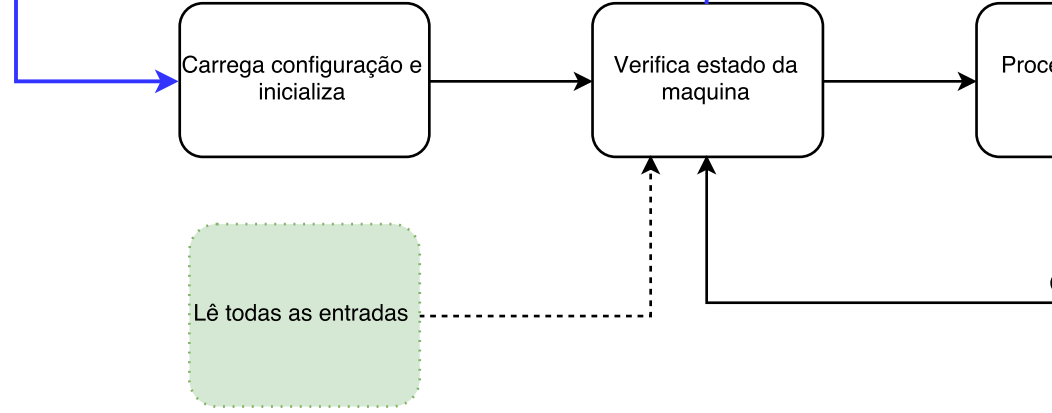 Carrega configuração e
inicializa
Verifica estado da
maquina
Lê todas as entradas